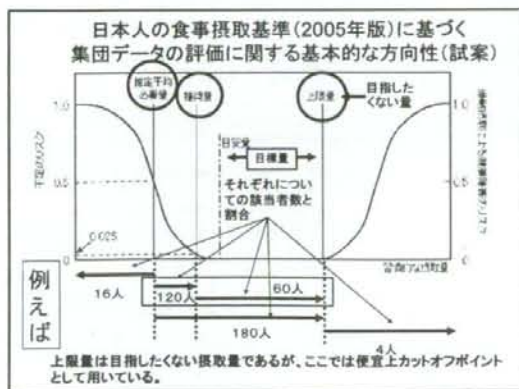 日本人の食事摂取基準(2005年版)に基づく
集団データの評価に関する基本的な方向性(試案)
推定平均
必要量
推奨量
上限量
目指した
くない量
1.0
1.0
不足のリスク
目安量
目標量
0.5
0.5
それぞれについ
ての該当者数と
割合
0.025
0
0
習慣的な摂取量
例えば
16人
120人
60人
180人
4人
上限量は目指したくない摂取量であるが、ここでは便宜上カットオフポイント
として用いている。